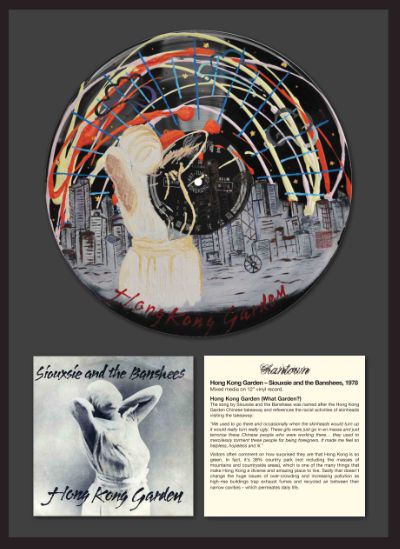 Hong Kong Garden
Siouxsie and the Banshees
Hong Kong Garden
Chantown
Hong Kong Garden – Siouxsie and the Banshees, 1978
Mixed media on 12" vinyl record.
Hong Kong Garden (What Garden?)
The song by Siouxsie and the Banshees was named after the Hong Kong
Garden Chinese takeaway and references the racist activities of skinheads
visiting the takeaway:
"We used to go there and occasionally when the skinheads would turn up
it would really turn really ugly. These gits were just go in en masse and just
terrorise these Chinese people who were working there... they used to
mercilessly torment these people for being foreigners. It made me feel so
helpless, hopeless and ill."
Visitors often comment on how surprised they are that Hong Kong is so
green. In fact, it's 38% country park (not including the masses of
mountains and countryside areas), which is one of the many things that
make Hong Kong a diverse and amazing place to live. Sadly that doesn't
change the huge issues of over-crowding and increasing pollution as
high-rise buildings trap exhaust fumes and recycled air between their
narrow confines – which permeates daily life.